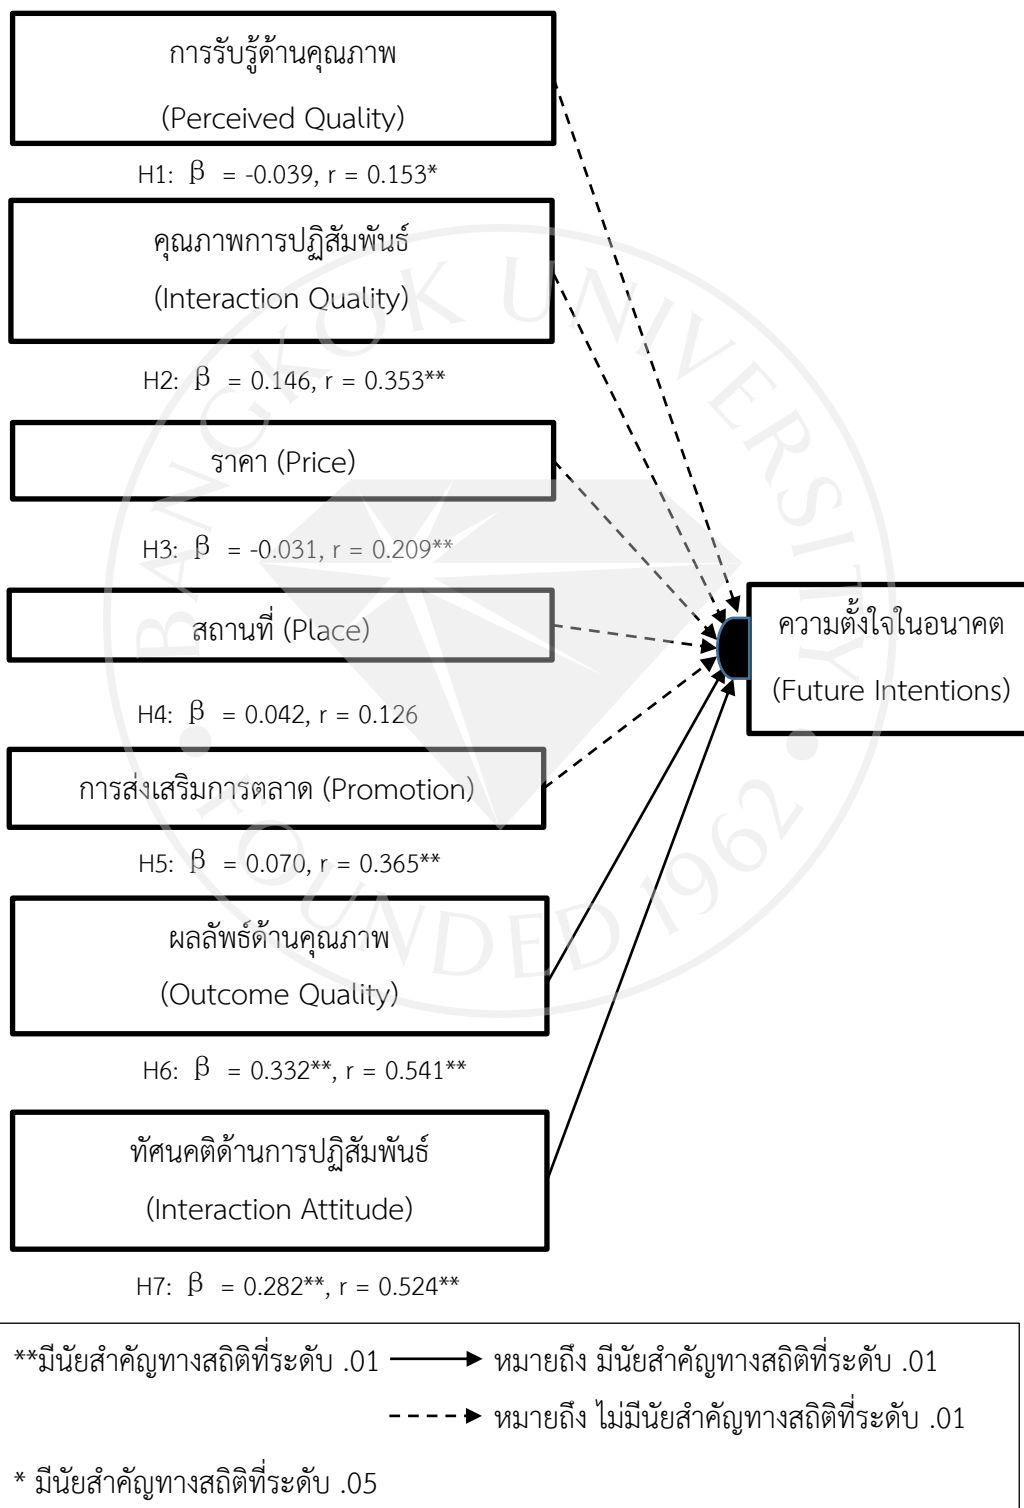 การรับรู้ด้านคุณภาพ
(Perceived Quality)
H1: β = -0.039, r = 0.153*
คุณภาพการปฏิสัมพันธ์
(Interaction Quality)
H2: β = 0.146, r = 0.353**
ราคา (Price)
H3: β = -0.031, r = 0.209**
สถานที่ (Place)
H4: β = 0.042, r = 0.126
การส่งเสริมการตลาด (Promotion)
H5: β = 0.070, r = 0.365**
ผลลัพธ์ด้านคุณภาพ
(Outcome Quality)
H6: β = 0.332**, r = 0.541**
ทัศนคติด้านการปฏิสัมพันธ์
(Interaction Attitude)
H7: β = 0.282**, r = 0.524**
ความตั้งใจในอนาคต
(Future Intentions)
**มีนัยสำคัญทางสถิติที่ระดับ .01 หมายถึง มีนัยสำคัญทางสถิติที่ระดับ .01
หมายถึง ไม่มีนัยสำคัญทางสถิติที่ระดับ .01
* มีนัยสำคัญทางสถิติที่ระดับ .05
BANGKOK UNIVERSITY
FOUNDED 1962